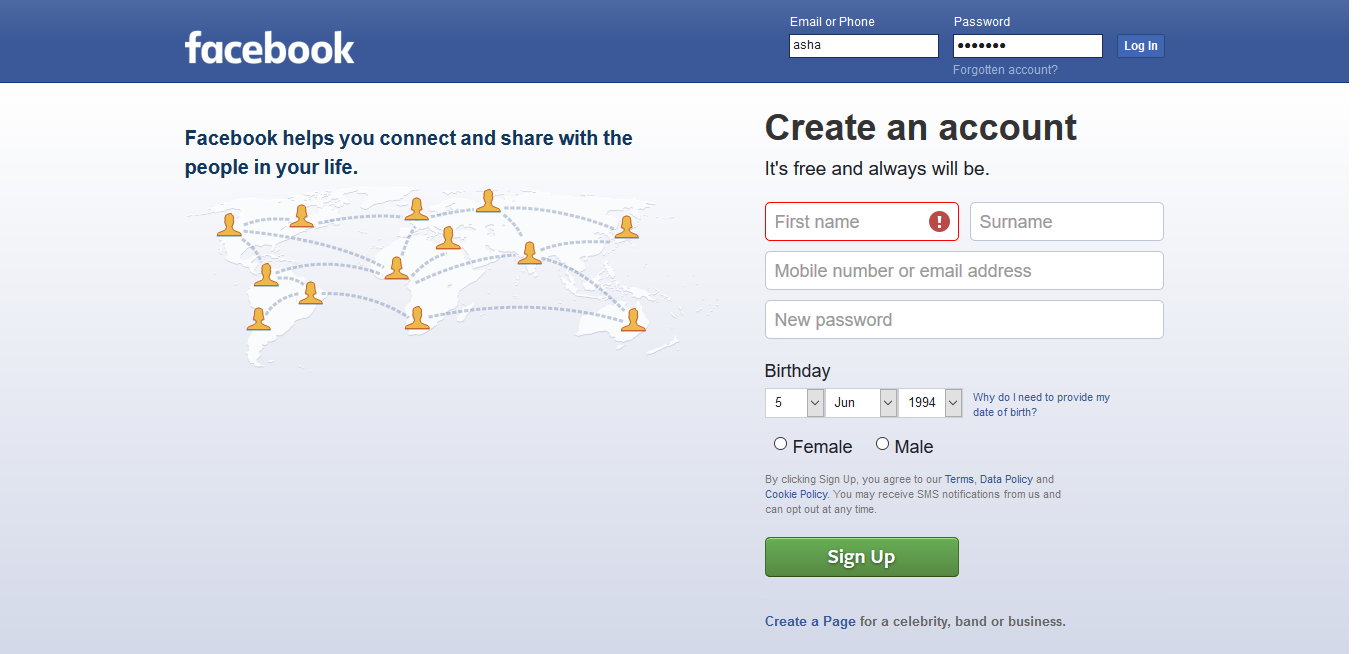 facebook
Email or Phone
Password
asha
•••••••
Log In
Forgotten account?
Facebook helps you connect and share with the
people in your life.
Create an account
It's free and always will be.
First name
Surname
Mobile number or email address
New password
Birthday
5
Jun
1994
Why do I need to provide my
date of birth?
Female
Male
By clicking Sign Up, you agree to our Terms, Data Policy and
Cookie Policy. You may receive SMS notifications from us and
can opt out at any time.
Sign Up
Create a Page for a celebrity, band or business.